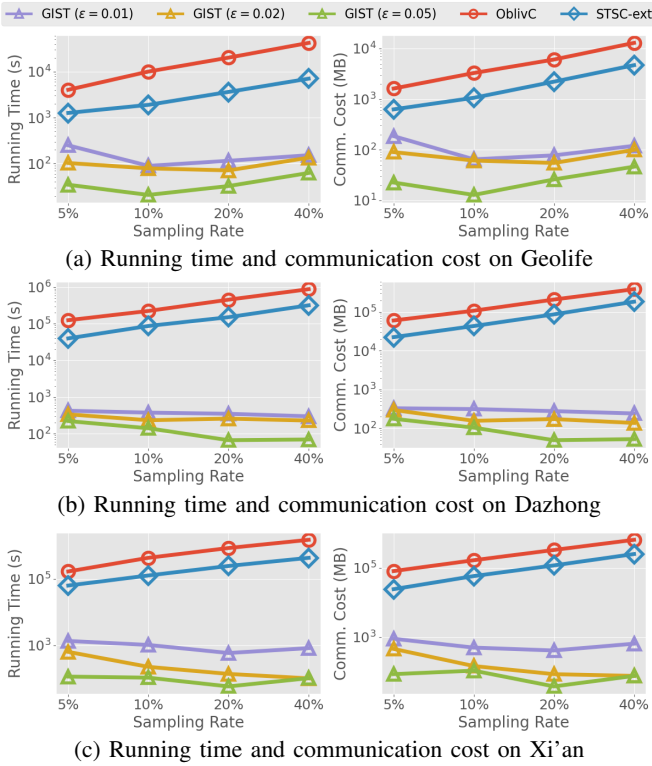 GIST (ε = 0.01) GIST (ε = 0.02) GIST (ε = 0.05) OblivC STSC-ext
Running Time (s)
10^4
10^3
10^2
5% 10% 20% 40%
Sampling Rate
Comm. Cost (MB)
10^4
10^3
10^2
10^1
5% 10% 20% 40%
Sampling Rate
(a) Running time and communication cost on Geolife
Running Time (s)
10^6
10^5
10^4
10^3
10^2
5% 10% 20% 40%
Sampling Rate
Comm. Cost (MB)
10^5
10^4
10^3
10^2
5% 10% 20% 40%
Sampling Rate
(b) Running time and communication cost on Dazhong
Running Time (s)
10^5
10^3
5% 10% 20% 40%
Sampling Rate
Comm. Cost (MB)
10^5
10^3
5% 10% 20% 40%
Sampling Rate
(c) Running time and communication cost on Xi'an